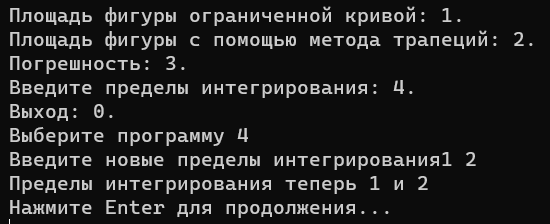 Площадь фигуры ограниченной кривой: 1.
Площадь фигуры с помощью метода трапеций: 2.
Погрешность: 3.
Введите пределы интегрирования: 4.
Выход: 0.
Выберите программу 4
Введите новые пределы интегрирования1 2
Пределы интегрирования теперь 1 и 2
Нажмите Enter для продолжения...